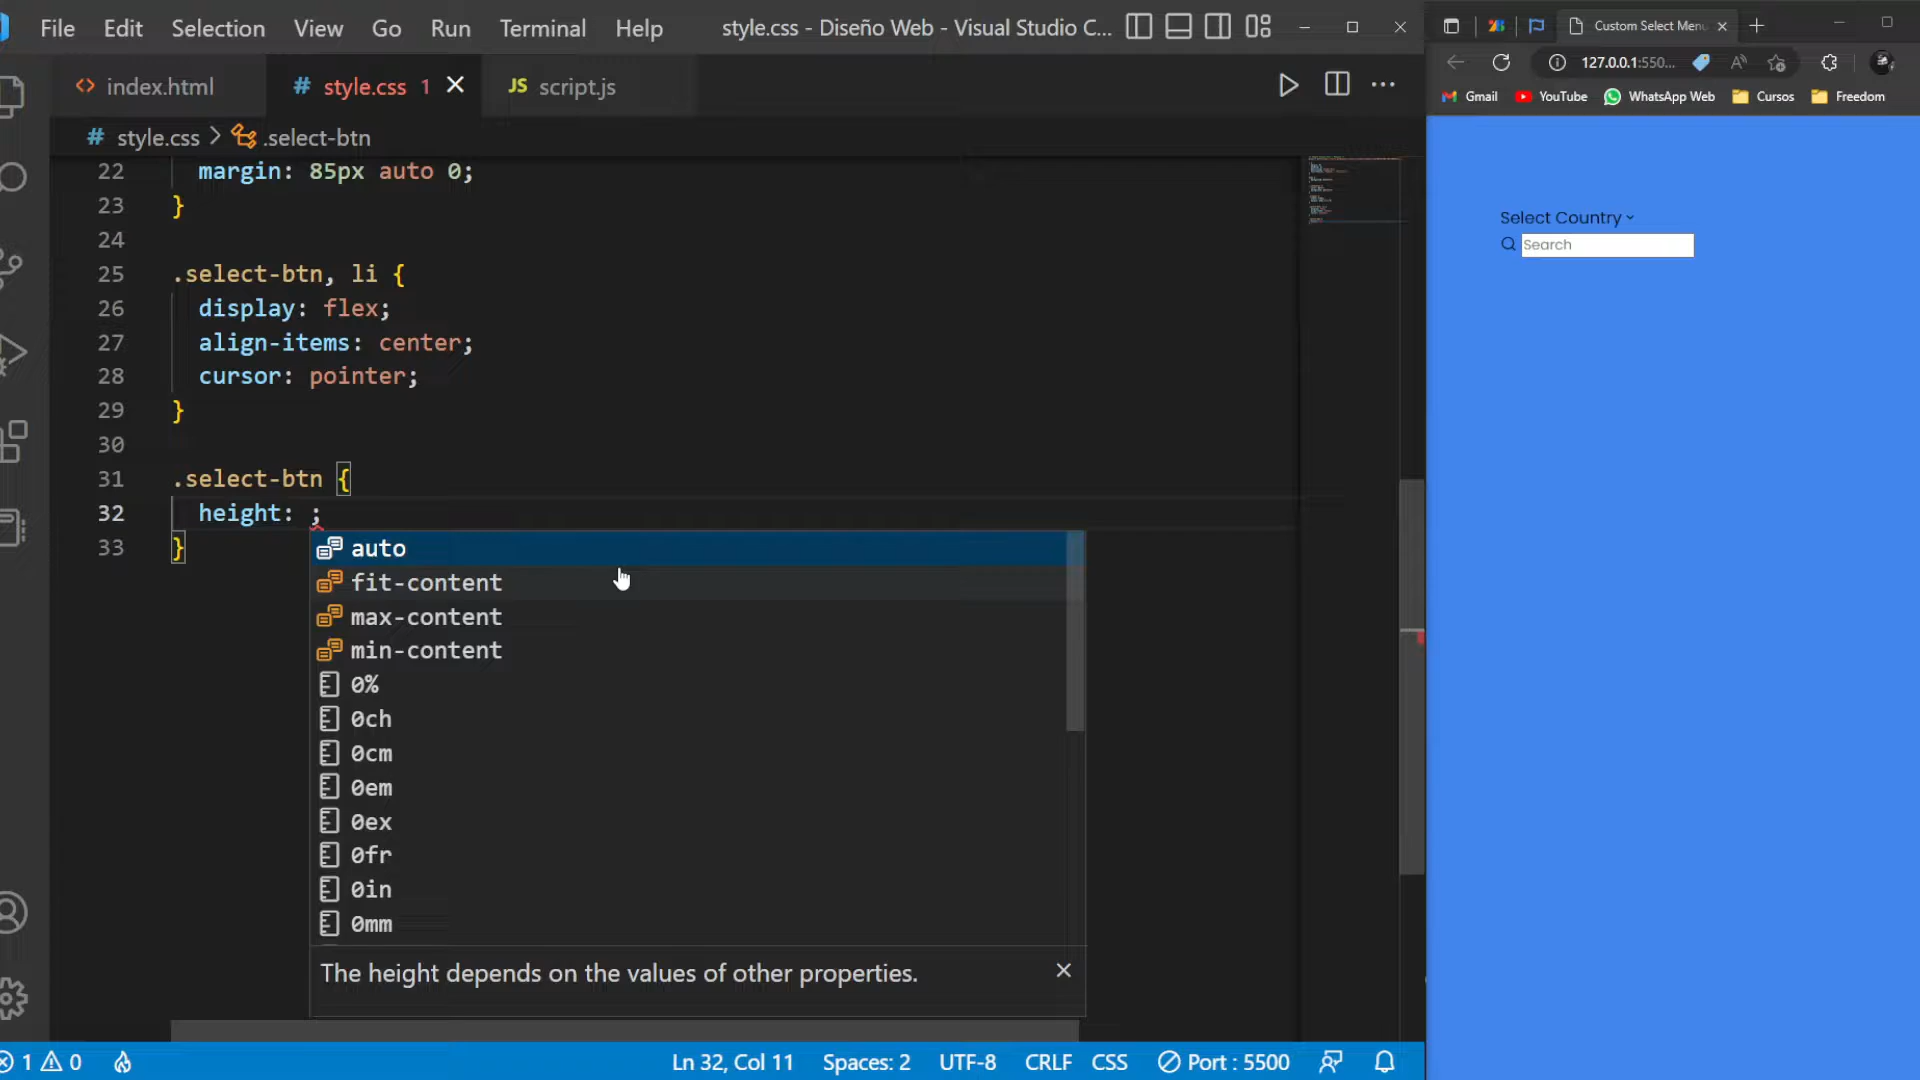 File Edit Selection View Go Run Terminal Help style.css - Diseño Web - Visual Studio C...
index.html # style.css 1 JS script.js
# style.css > .select-btn
22 margin: 85px auto 0;
23 }
24
25 .select-btn, li {
26 display: flex;
27 align-items: center;
28 cursor: pointer;
29 }
30
31 .select-btn {
32 height: ;
33 }
auto
fit-content
max-content
min-content
0%
0ch
0cm
0em
0ex
0fr
0in
0mm
The height depends on the values of other properties.
1 0 Ln 32, Col 11 Spaces: 2 UTF-8 CRLF CSS Port : 5500
Custom Select Menu
127.0.0.1:550...
Gmail YouTube WhatsApp Web Cursos Freedom
Select Country
Search